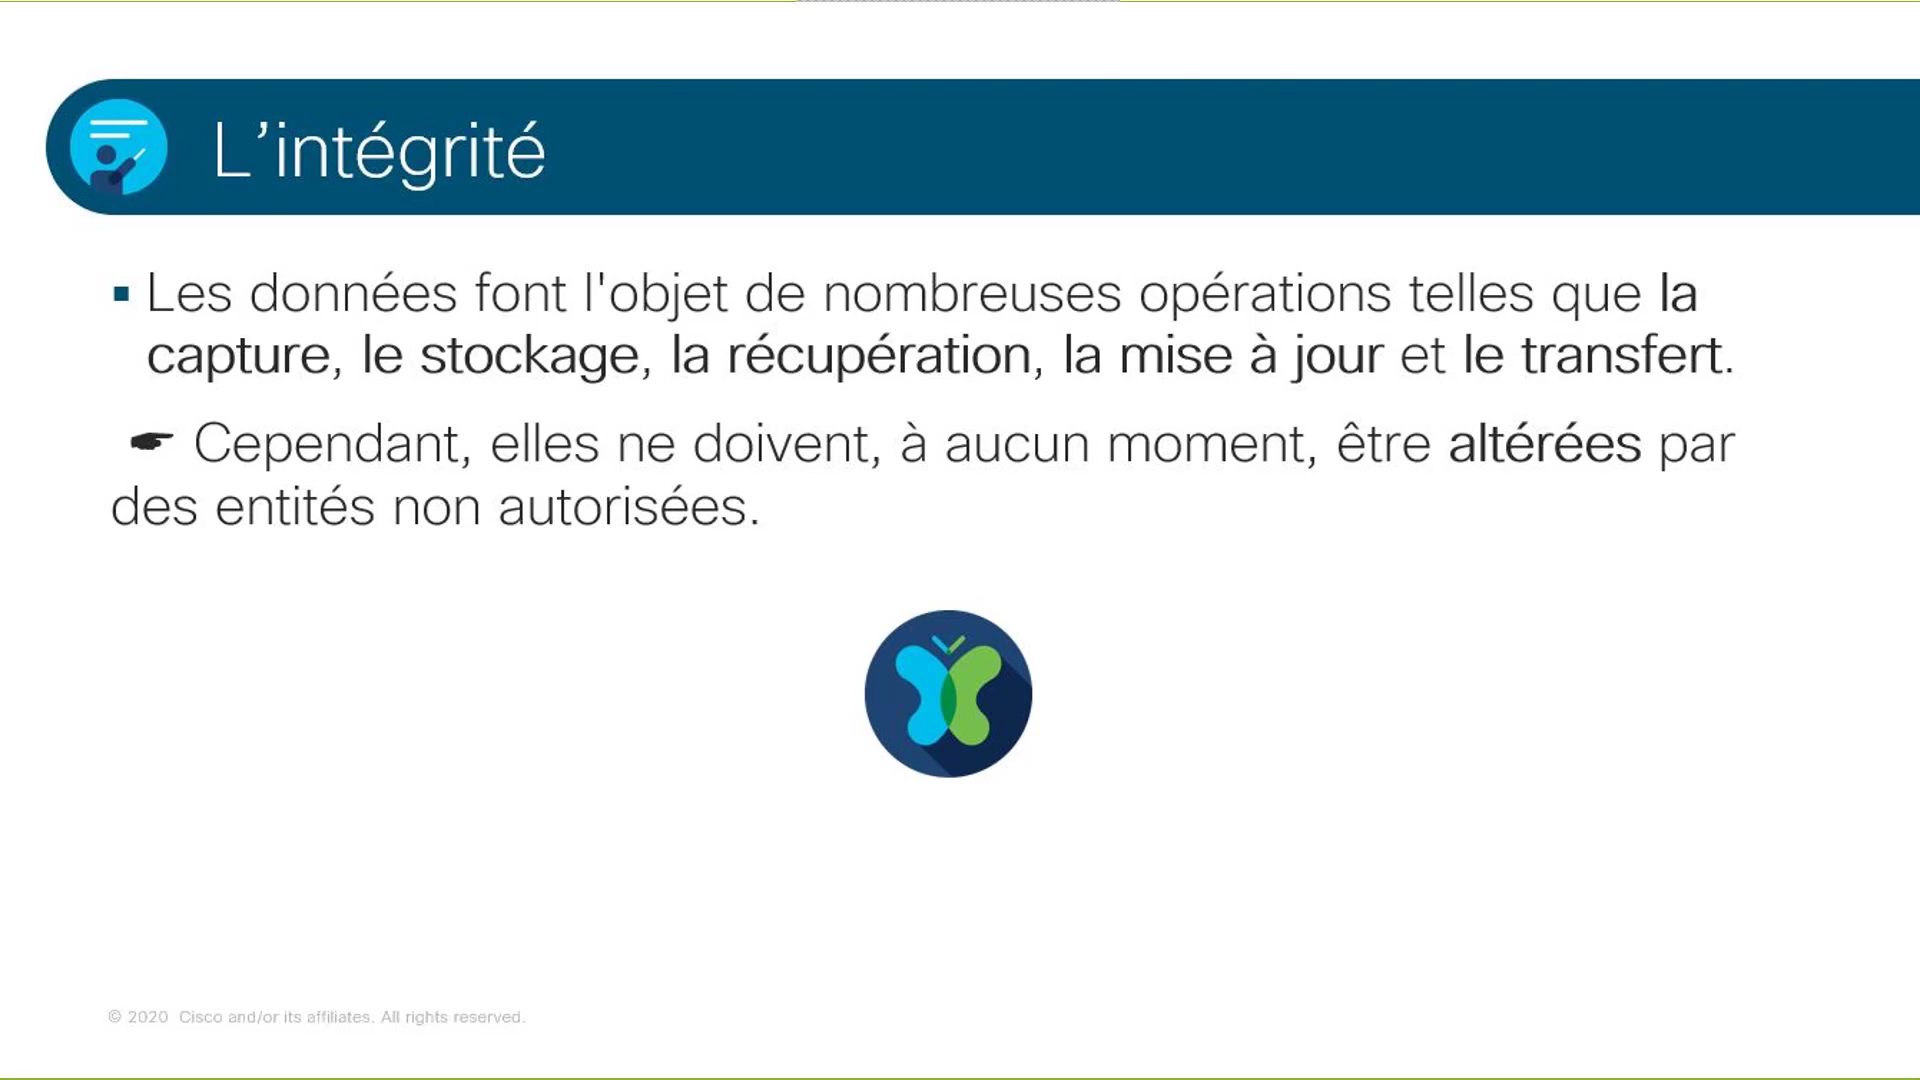 L’intégrité
▪ Les données font l'objet de nombreuses opérations telles que la
capture, le stockage, la récupération, la mise à jour et le transfert.
☛ Cependant, elles ne doivent, à aucun moment, être altérées par
des entités non autorisées.
© 2020 Cisco and/or its affiliates. All rights reserved.